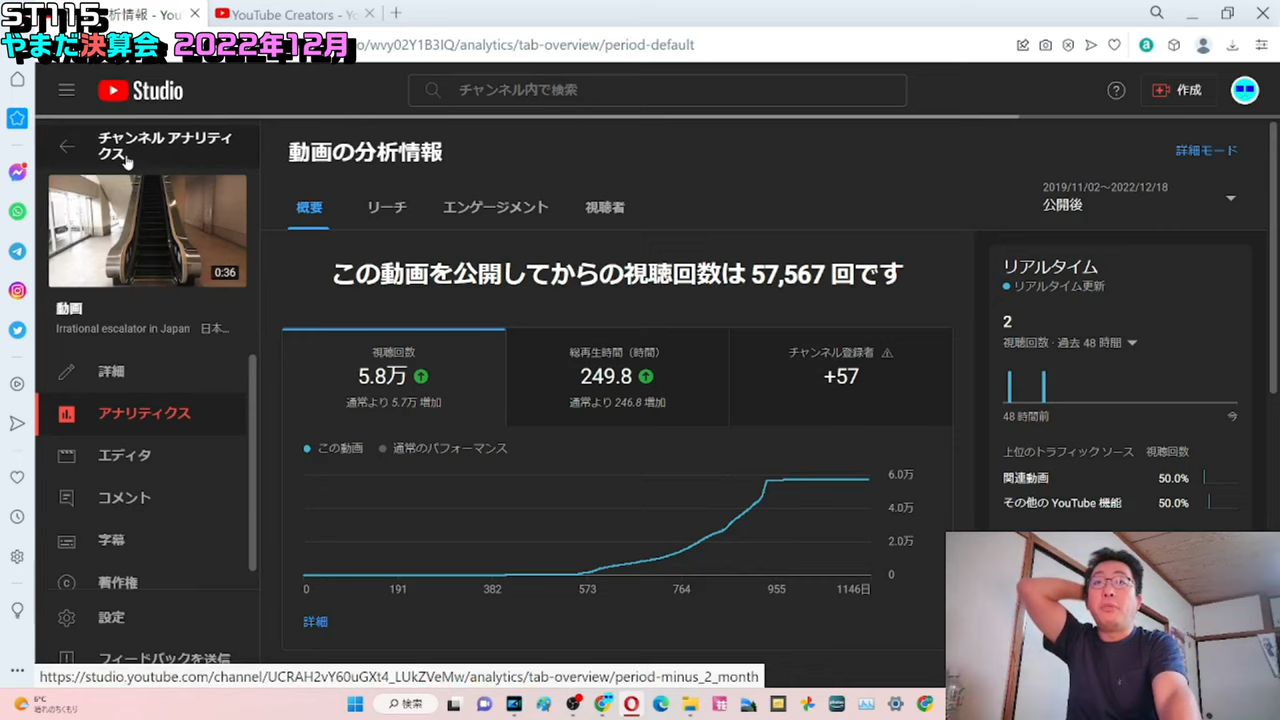 ST115
やまだ決算会 2022年12月
析情報 - You
YouTube Creators - Yo
o/wvy02Y1B3IQ/analytics/tab-overview/period-default
Studio
チャンネル内で検索
作成
チャンネル アナリティ
クス
0:36
動画
Irrational escalator in Japan 日本...
詳細
アナリティクス
エディタ
コメント
字幕
著作権
設定
フィードバックを送信
動画の分析情報
詳細モード
概要
リーチ
エンゲージメント
視聴者
2019/11/02～2022/12/18
公開後
この動画を公開してからの視聴回数は 57,567 回です
視聴回数
5.8万
通常より 5.7万 増加
総再生時間（時間）
249.8
通常より 246.8 増加
チャンネル登録者
+57
この動画
通常のパフォーマンス
6.0万
4.0万
2.0万
0
0 191 382 573 764 955 1146日
詳細
リアルタイム
リアルタイム更新
2
視聴回数 · 過去 48 時間
48 時間前
今
上位のトラフィック ソース 視聴回数
関連動画 50.0%
その他の YouTube 機能 50.0%
https://studio.youtube.com/channel/UCRAH2vY60uGXt4_LUkZVeMw/analytics/tab-overview/period-minus_2_month
6°C
晴れのちくもり
検索